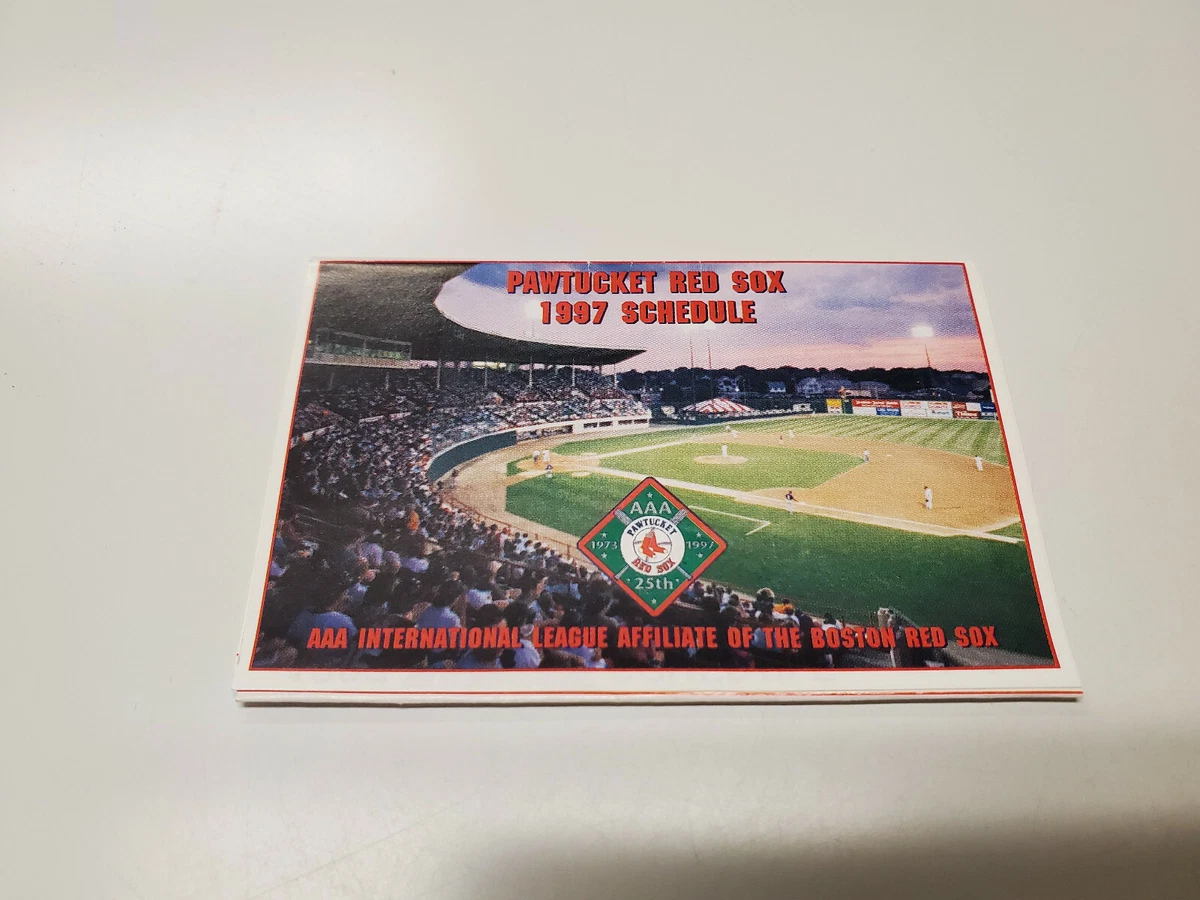 PAWTUCKET RED SOX
1997 SCHEDULE
AAA
PAWTUCKET
1973
1997
RED SOX
25th
AAA INTERNATIONAL LEAGUE AFFILIATE OF THE BOSTON RED SOX